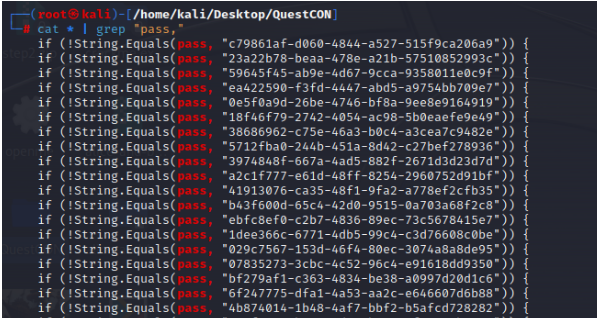 ┌──(root㉿kali)-[/home/kali/Desktop/QuestCON]
└─# cat * | grep "pass,"
if (!String.Equals(pass, "c79861af-d060-4844-a527-515f9ca206a9")) {
if (!String.Equals(pass, "23a22b78-beaa-478e-a21b-57510852993c")) {
if (!String.Equals(pass, "59645f45-ab9e-4d67-9cca-9358011e0c9f")) {
if (!String.Equals(pass, "ea422590-f3fd-4447-abd5-a9754bb709e7")) {
if (!String.Equals(pass, "0e5f0a9d-26be-4746-bf8a-9ee8e9164919")) {
if (!String.Equals(pass, "18f46f79-2742-4054-ac98-5b0eaefe9e49")) {
if (!String.Equals(pass, "38686962-c75e-46a3-b0c4-a3cea7c9482e")) {
if (!String.Equals(pass, "5712fba0-244b-451a-8d42-c27bef278936")) {
if (!String.Equals(pass, "3974848f-667a-4ad5-882f-2671d3d23d7d")) {
if (!String.Equals(pass, "a2c1f777-e61d-48ff-8254-2960752d91bf")) {
if (!String.Equals(pass, "41913076-ca35-48f1-9fa2-a778ef2cfb35")) {
if (!String.Equals(pass, "b43f600d-65c4-42d0-9515-0a703a68f2c8")) {
if (!String.Equals(pass, "ebfc8ef0-c2b7-4836-89ec-73c5678415e7")) {
if (!String.Equals(pass, "1dee366c-6771-4db5-99c4-c3d76608c0be")) {
if (!String.Equals(pass, "029c7567-153d-46f4-80ec-3074a8a8de95")) {
if (!String.Equals(pass, "07835273-3cbc-4c52-96c4-e91618dd9350")) {
if (!String.Equals(pass, "bf279af1-c363-4834-be38-a0997d20d1c6")) {
if (!String.Equals(pass, "6f247775-dfa1-4a53-aa2c-e646607d6b88")) {
if (!String.Equals(pass, "4b874014-1b48-4af7-bbf2-b5afcd728282")) {